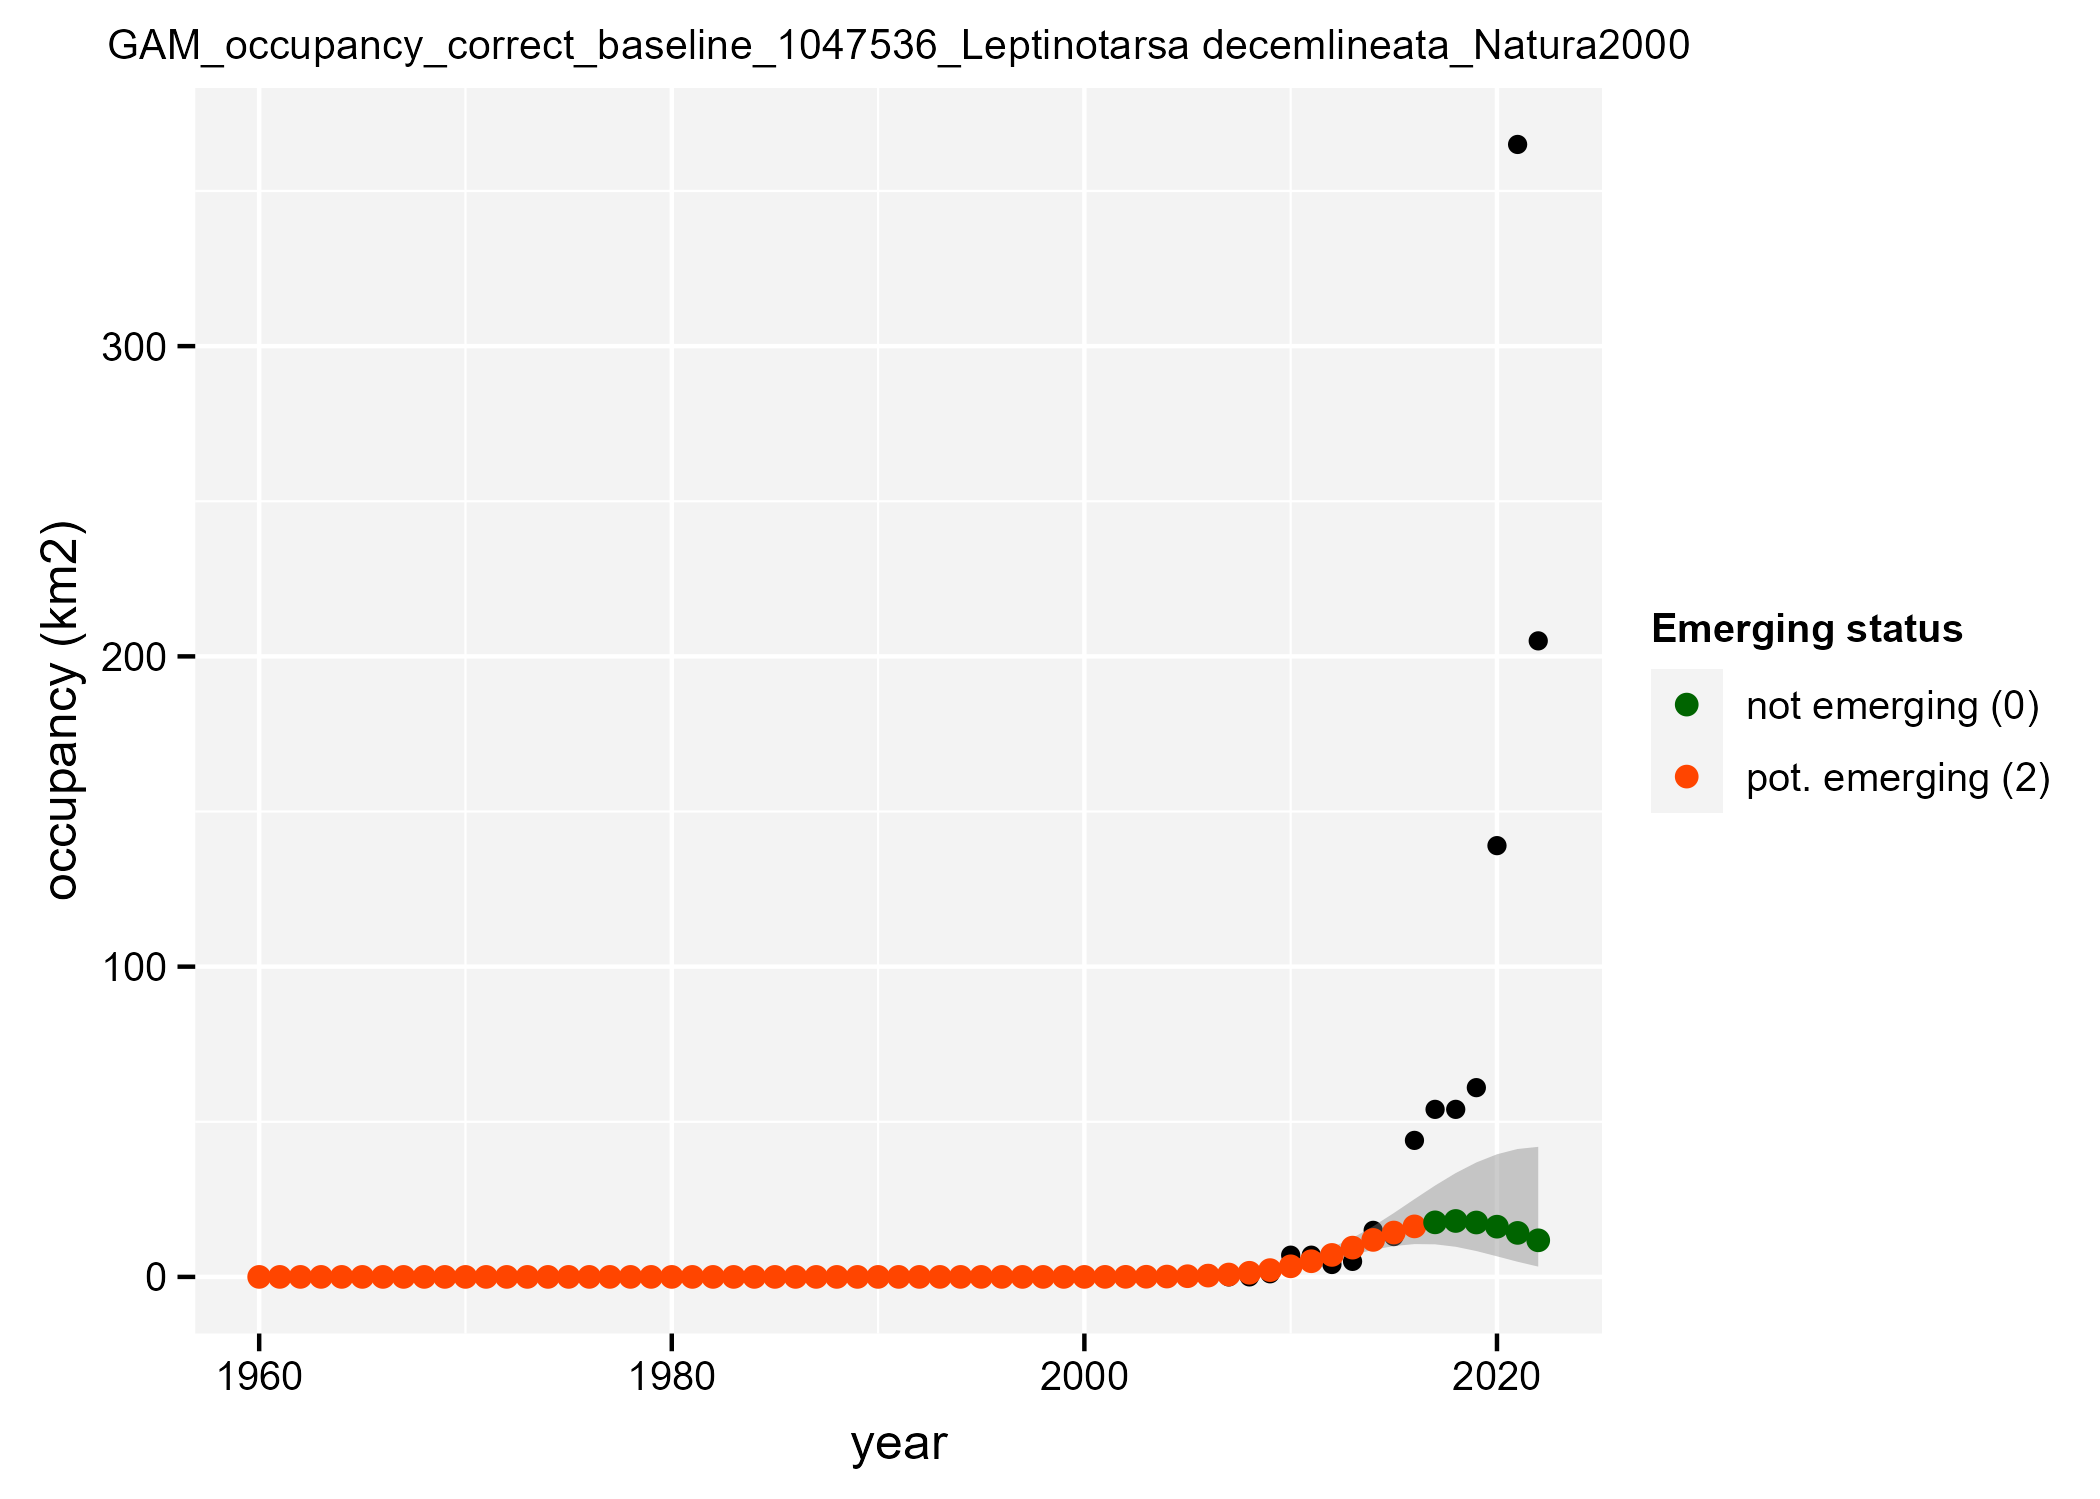 GAM_occupancy_correct_baseline_1047536_Leptinotarsa decemlineata_Natura2000
occupancy (km2)
300
200
100
0
1960 1980 2000 2020
year
Emerging status
not emerging (0)
pot. emerging (2)